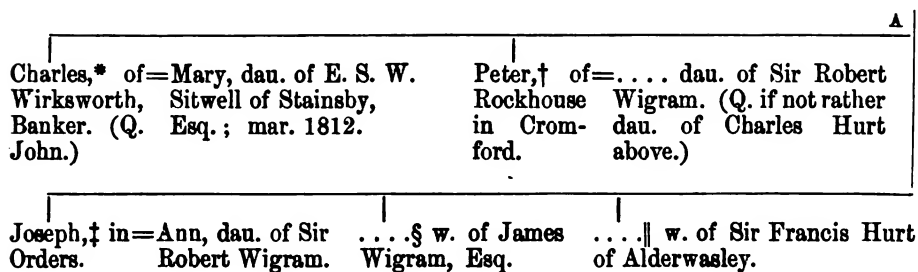 A
Charles,* of=Mary, dau. of E. S. W.
Wirksworth, Sitwell of Stainsby,
Banker. (Q. Esq. ; mar. 1812.
John.)
Peter,† of=.... dau. of Sir Robert
Rockhouse Wigram. (Q. if not rather
in Crom- dau. of Charles Hurt
ford. above.)
Joseph,‡ in=Ann, dau. of Sir
Orders. Robert Wigram.
....§ w. of James
Wigram, Esq.
....‖ w. of Sir Francis Hurt
of Alderwasley.